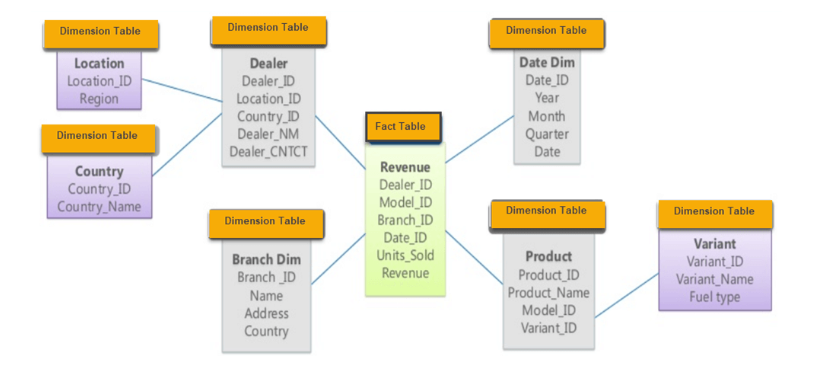 Dimension Table
Location
Location_ID
Region
Dimension Table
Dealer
Dealer_ID
Location_ID
Country_ID
Dealer_NM
Dealer_CNTCT
Dimension Table
Date Dim
Date_ID
Year
Month
Quarter
Date
Dimension Table
Country
Country_ID
Country_Name
Fact Table
Revenue
Dealer_ID
Model_ID
Branch_ID
Date_ID
Units_Sold
Revenue
Dimension Table
Branch Dim
Branch _ID
Name
Address
Country
Dimension Table
Product
Product_ID
Product_Name
Model_ID
Variant_ID
Dimension Table
Variant
Variant_ID
Variant_Name
Fuel type